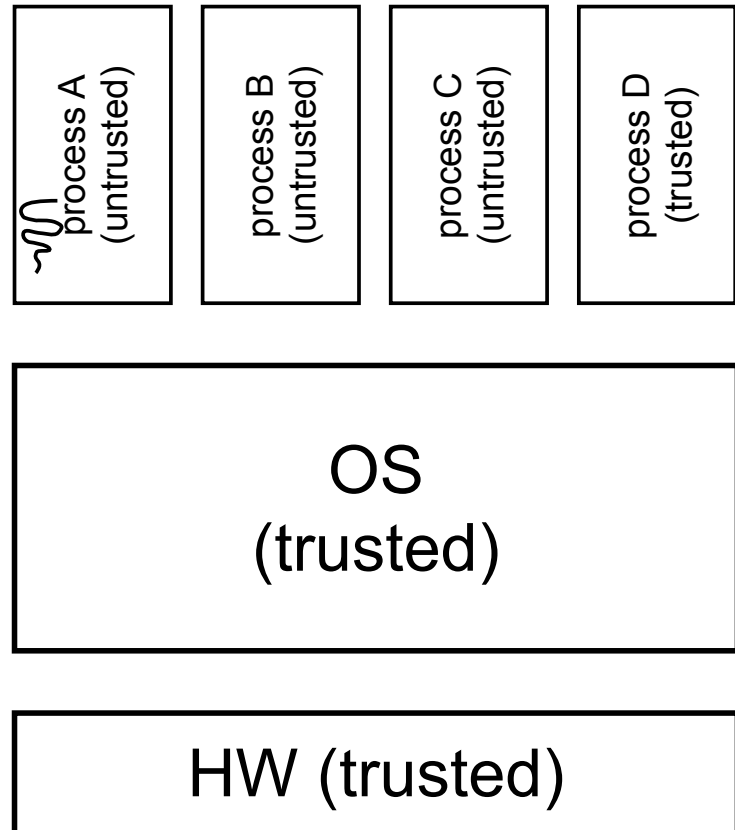 process A
(untrusted)
process B
(untrusted)
process C
(untrusted)
process D
(trusted)
OS
(trusted)
HW (trusted)